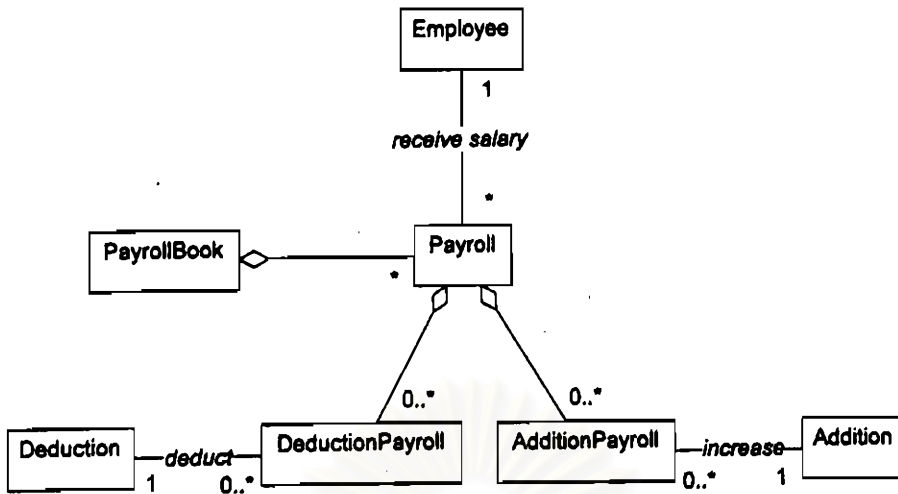 Employee
1
receive salary
*
PayrollBook
Payroll
*
0..*
0..*
Deduction
deduct
DeductionPayroll
AdditionPayroll
increase
Addition
1
0..*
0..*
1